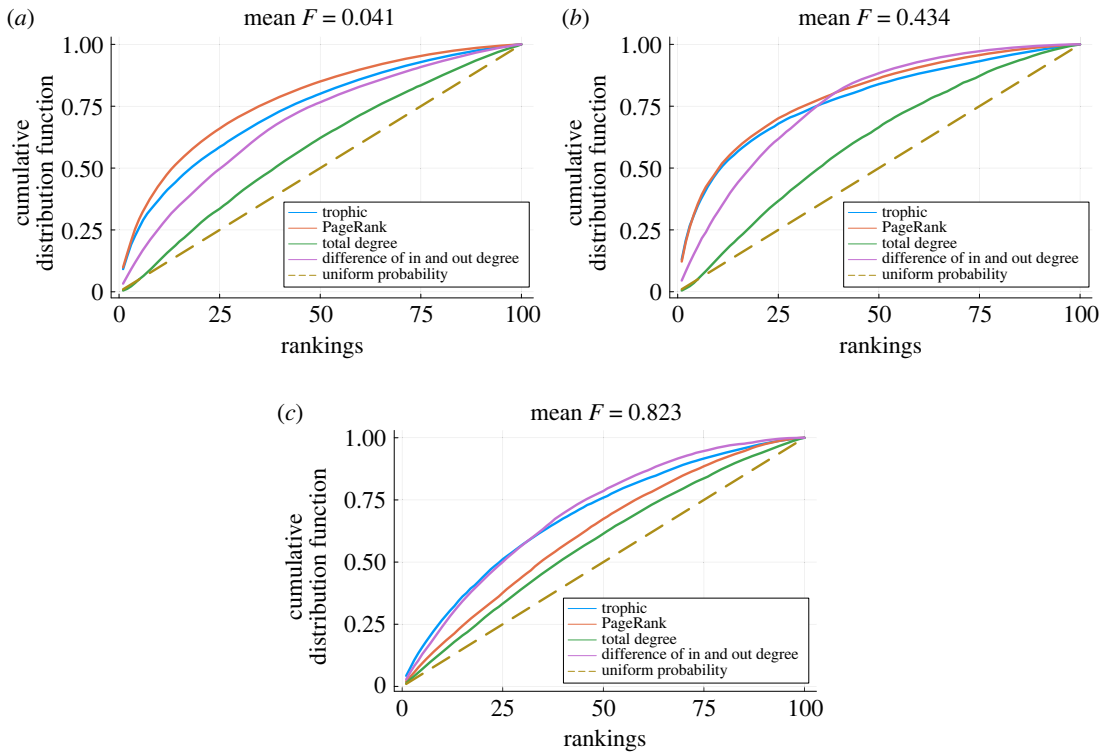 (a)
mean F = 0.041
1.00
0.75
0.50
0.25
0
cumulative
distribution function
trophic
PageRank
total degree
difference of in and out degree
uniform probability
0 25 50 75 100
rankings
(b)
mean F = 0.434
1.00
0.75
0.50
0.25
0
cumulative
distribution function
trophic
PageRank
total degree
difference of in and out degree
uniform probability
0 25 50 75 100
rankings
(c)
mean F = 0.823
1.00
0.75
0.50
0.25
0
cumulative
distribution function
trophic
PageRank
total degree
difference of in and out degree
uniform probability
0 25 50 75 100
rankings